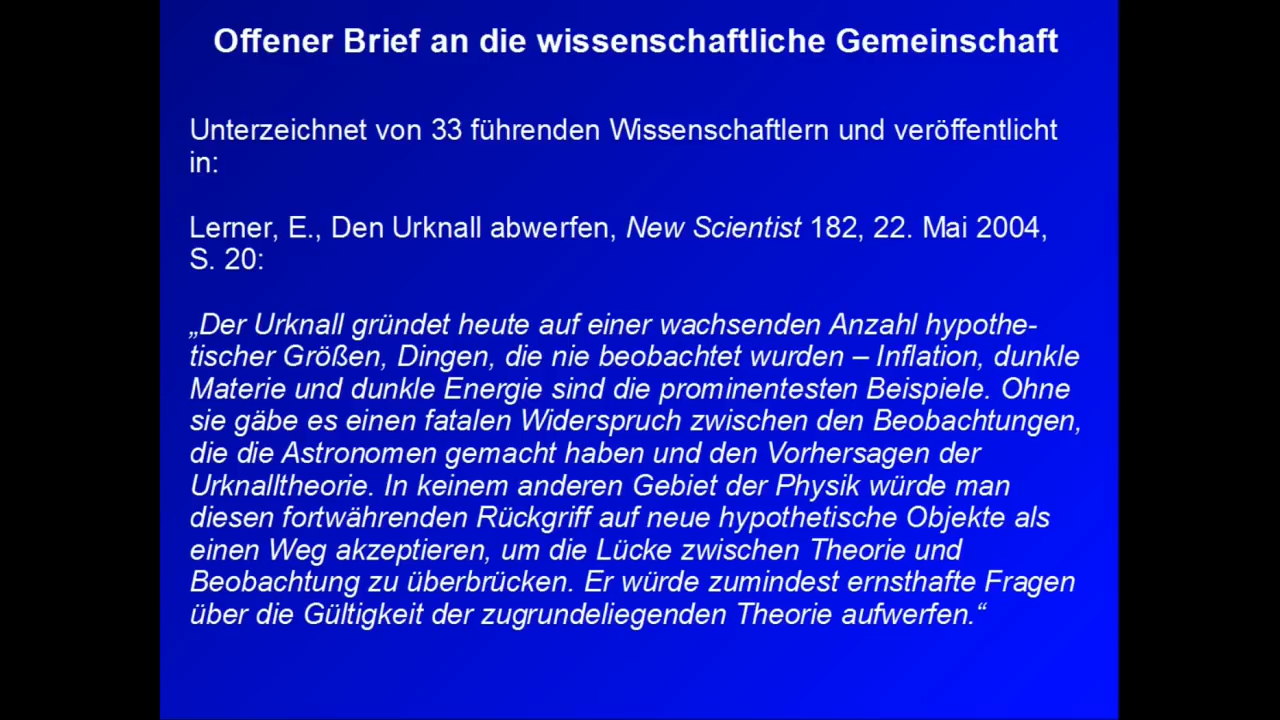 Offener Brief an die wissenschaftliche Gemeinschaft
Unterzeichnet von 33 führenden Wissenschaftlern und veröffentlicht
in:
Lerner, E., Den Urknall abwerfen, New Scientist 182, 22. Mai 2004,
S. 20:
„Der Urknall gründet heute auf einer wachsenden Anzahl hypothe-
tischer Größen, Dingen, die nie beobachtet wurden – Inflation, dunkle
Materie und dunkle Energie sind die prominentesten Beispiele. Ohne
sie gäbe es einen fatalen Widerspruch zwischen den Beobachtungen,
die die Astronomen gemacht haben und den Vorhersagen der
Urknalltheorie. In keinem anderen Gebiet der Physik würde man
diesen fortwährenden Rückgriff auf neue hypothetische Objekte als
einen Weg akzeptieren, um die Lücke zwischen Theorie und
Beobachtung zu überbrücken. Er würde zumindest ernsthafte Fragen
über die Gültigkeit der zugrundeliegenden Theorie aufwerfen.“